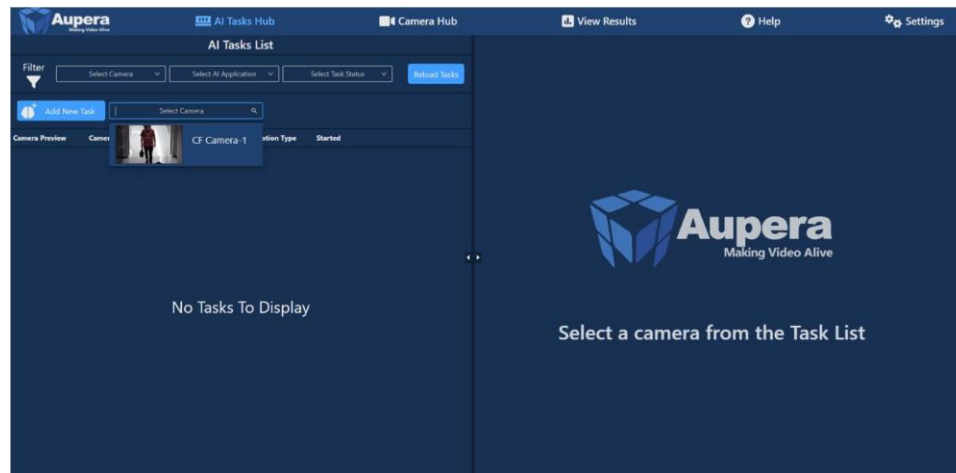 Aupera
Making Video Alive
AI Tasks Hub
Camera Hub
View Results
Help
Settings
AI Tasks List
Filter
Select Camera
Select AI Application
Select Task Status
Reload Tasks
Add New Task
Select Camera
CF Camera-1
Camera Preview
Started
No Tasks To Display
Aupera
Making Video Alive
Select a camera from the Task List